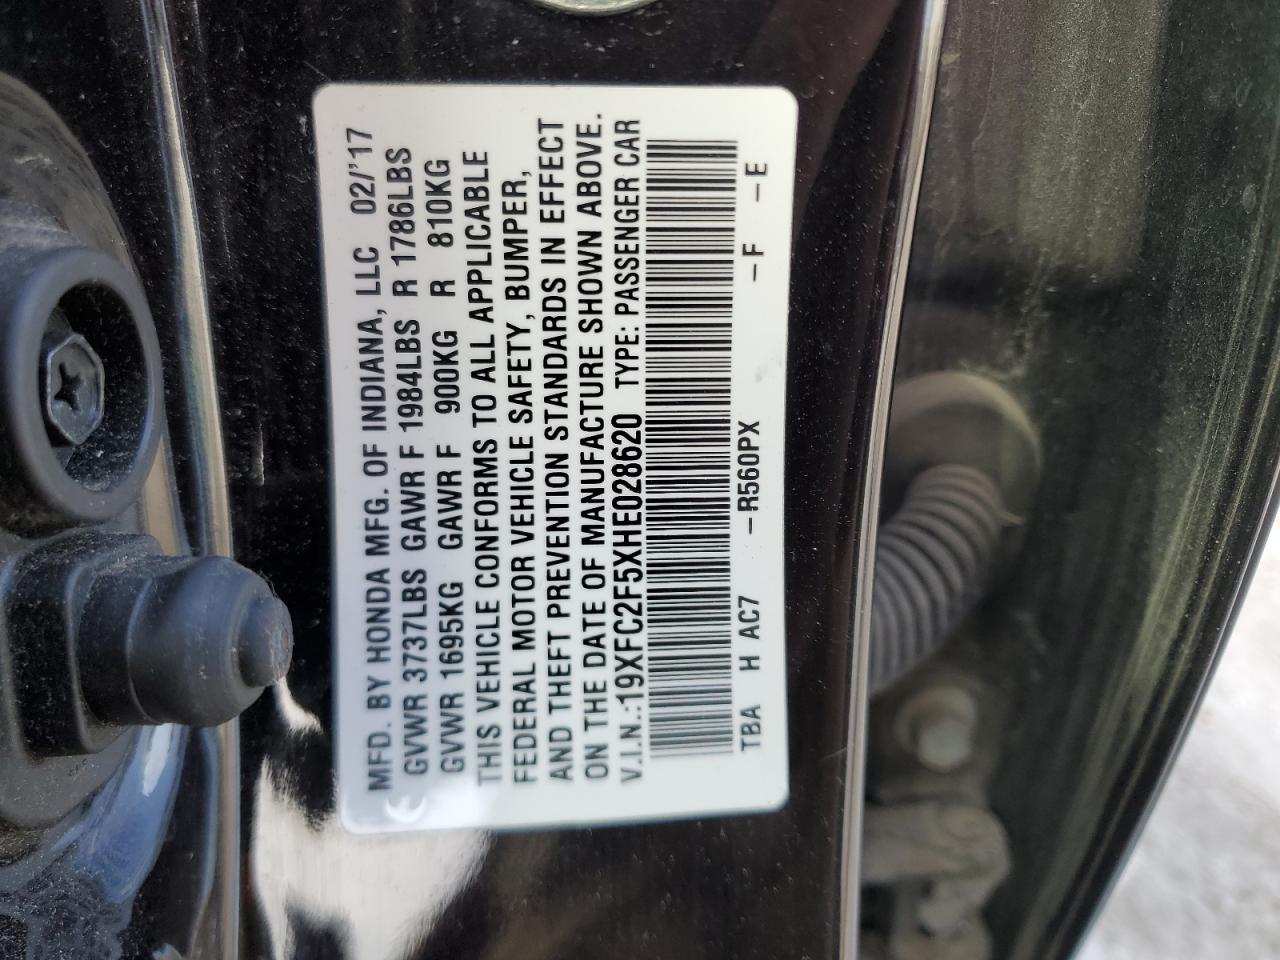 MFD. BY HONDA MFG. OF INDIANA, LLC 02/'17
GVWR 3737LBS GAWR F 1984LBS R 1786LBS
GVWR 1695KG GAWR F 900KG R 810KG
THIS VEHICLE CONFORMS TO ALL APPLICABLE
FEDERAL MOTOR VEHICLE SAFETY, BUMPER,
AND THEFT PREVENTION STANDARDS IN EFFECT
ON THE DATE OF MANUFACTURE SHOWN ABOVE.
V.I.N.:19XFC2F5XHE028620 TYPE: PASSENGER CAR
TBA H AC7 –R560PX –F –E